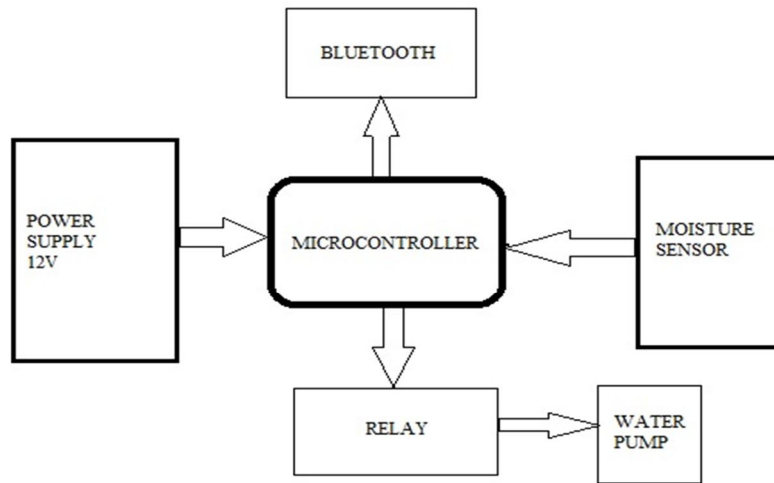 BLUETOOTH
POWER
SUPPLY
12V
MICROCONTROLLER
MOISTURE
SENSOR
RELAY
WATER
PUMP